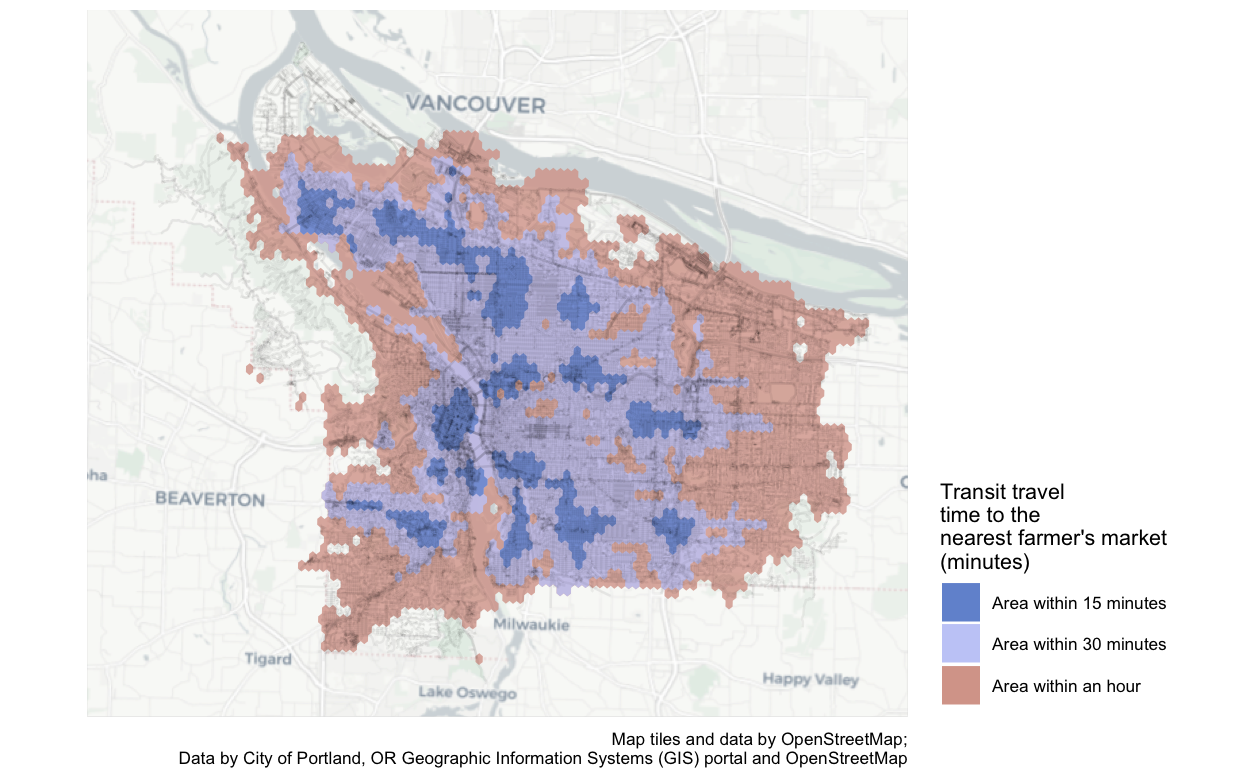 VANCOUVER
BEAVERTON
Milwaukie
Tigard
Lake Oswego
Happy Valley
Transit travel
time to the
nearest farmer's market
(minutes)
Area within 15 minutes
Area within 30 minutes
Area within an hour
Map tiles and data by OpenStreetMap;
Data by City of Portland, OR Geographic Information Systems (GIS) portal and OpenStreetMap